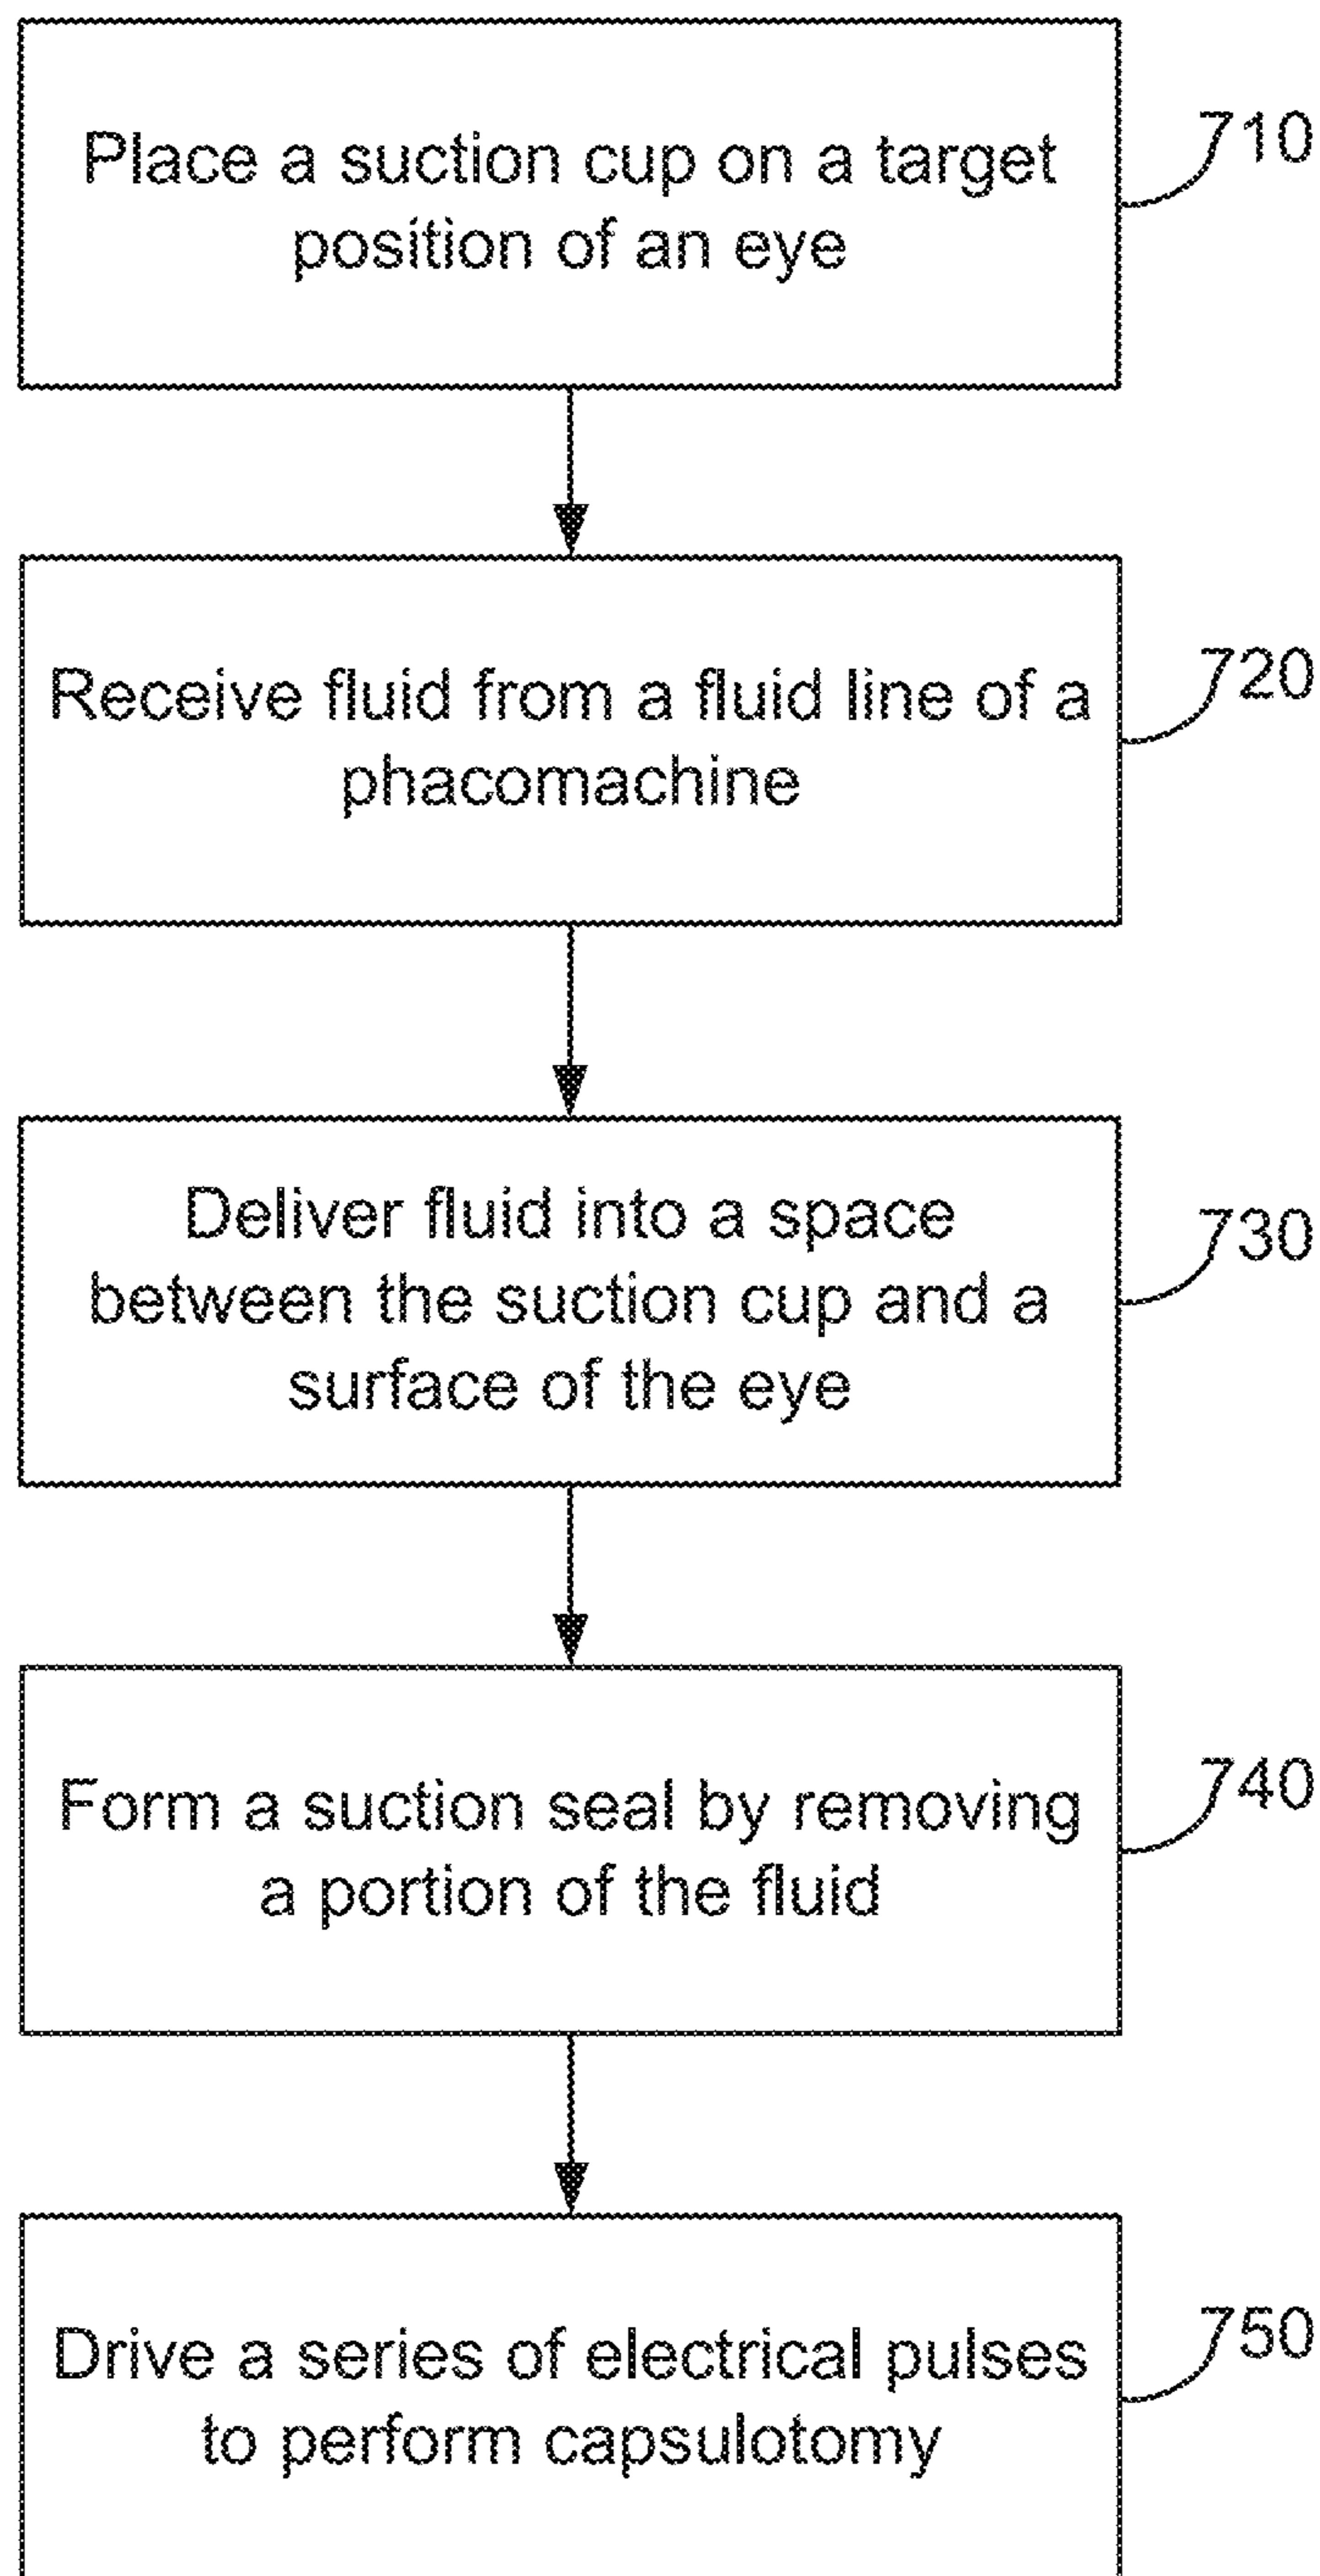 Place a suction cup on a target
position of an eye
710
Receive fluid from a fluid line of a
phacomachine
720
Deliver fluid into a space
between the suction cup and a
surface of the eye
730
Form a suction seal by removing
a portion of the fluid
740
Drive a series of electrical pulses
to perform capsulotomy
750